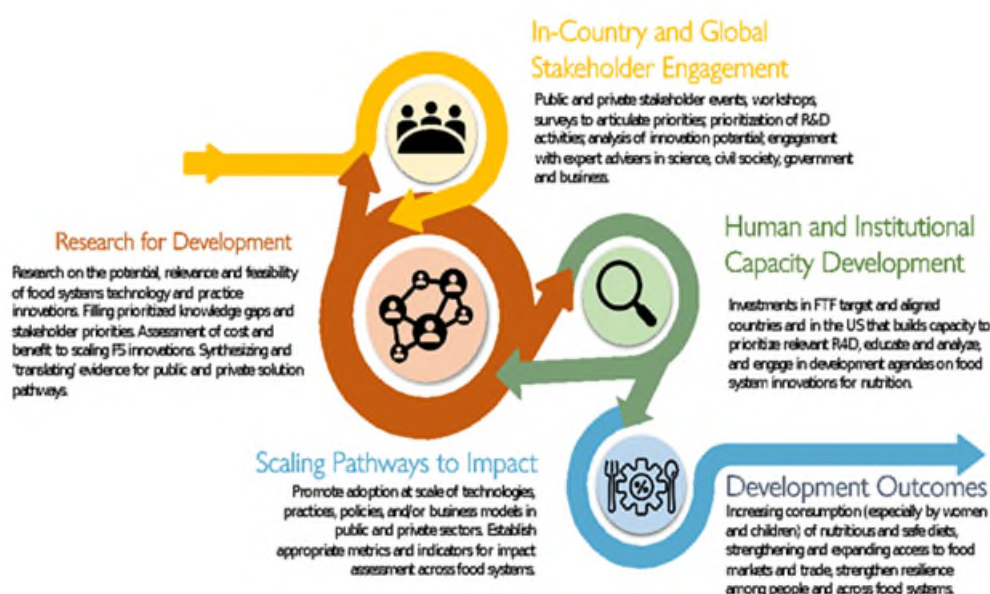 In-Country and Global
Stakeholder Engagement
Public and private stakeholder events, workshops,
surveys to articulate priorities; prioritization of R&D
activities; analysis of innovation potential; engagement
with expert advisers in science, civil society, government
and business.
Research for Development
Research on the potential, relevance and feasibility
of food systems technology and practice
innovations. Filling prioritized knowledge gaps and
stakeholder priorities. Assessment of cost and
benefit to scaling FS innovations. Synthesizing and
'translating' evidence for public and private solution
pathways.
Human and Institutional
Capacity Development
Investments in FTF target and aligned
countries and in the US that builds capacity to
prioritize relevant R4D, educate and analyze,
and engage in development agendas on food
system innovations for nutrition.
Scaling Pathways to Impact
Promote adoption at scale of technologies,
practices, policies, and/or business models in
public and private sectors. Establish
appropriate metrics and indicators for impact
assessment across food systems.
%
Development Outcomes
Increasing consumption (especially by women
and children) of nutritious and safe diets,
strengthening and expanding access to food
markets and trade, strengthen resilience
among people and across food systems.